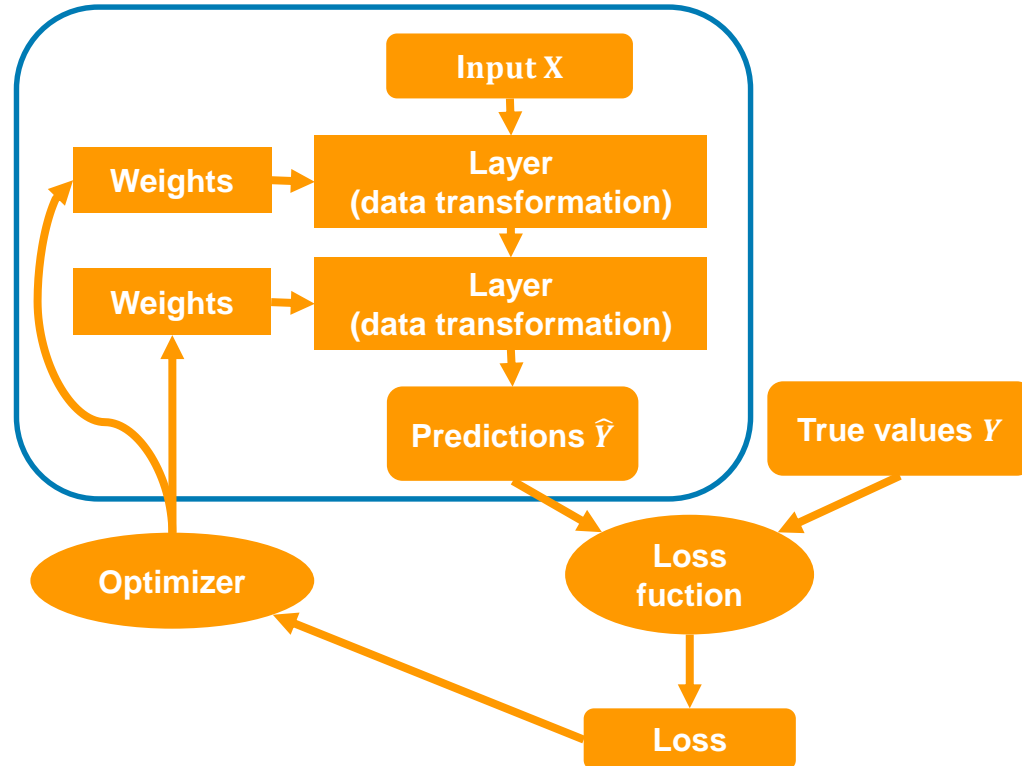 Input X
Weights
Layer
(data transformation)
Weights
Layer
(data transformation)
Predictions Ŷ
True values Y
Optimizer
Loss
fuction
Loss